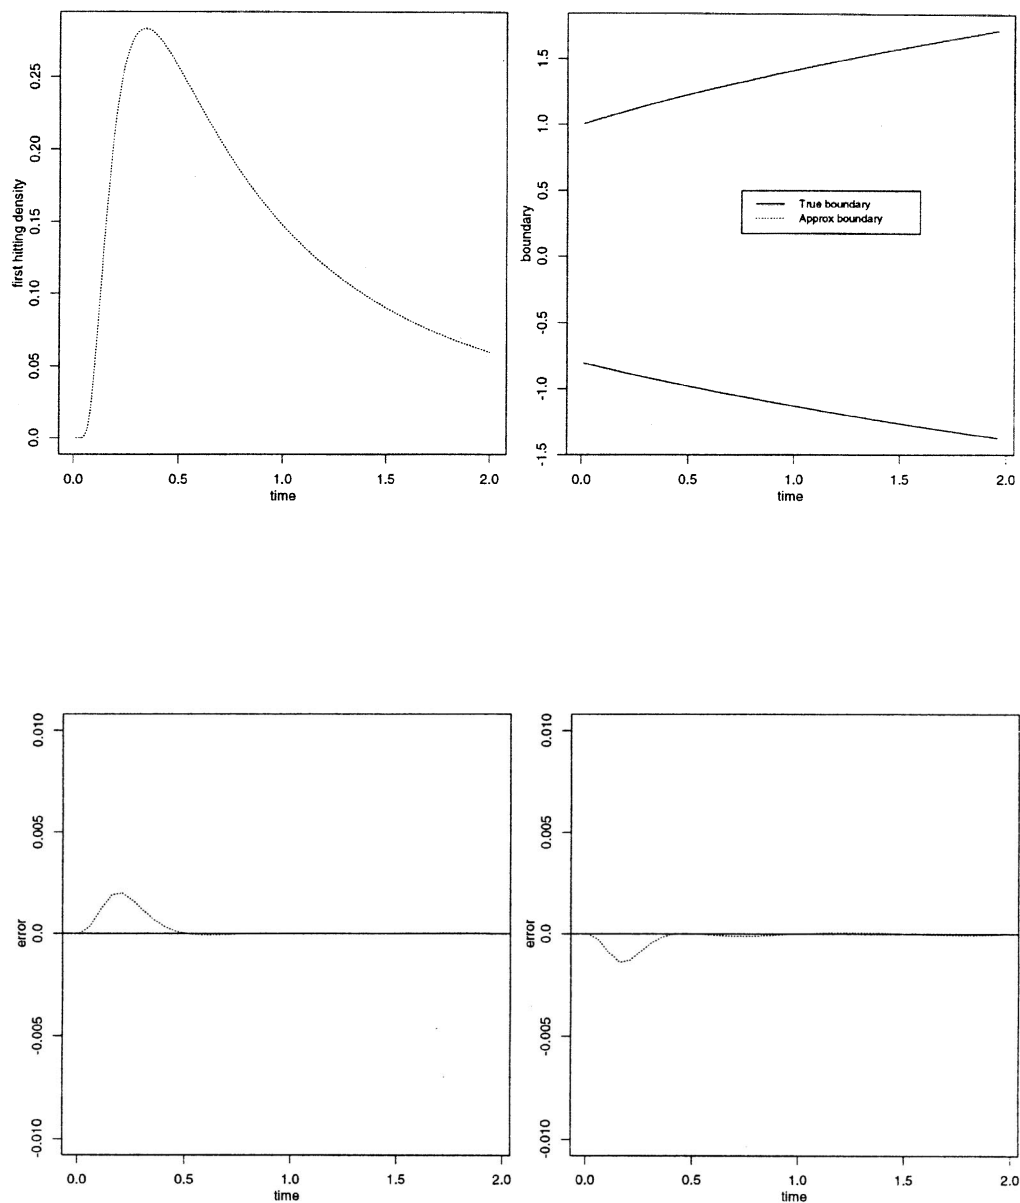 first hitting density
0.0 0.05 0.10 0.15 0.20 0.25
0.0 0.5 1.0 1.5 2.0
time
boundary
-1.5 -1.0 -0.5 0.0 0.5 1.0 1.5
True boundary
Approx boundary
0.0 0.5 1.0 1.5 2.0
time
error
-0.010 -0.005 0.0 0.005 0.010
0.0 0.5 1.0 1.5 2.0
time
error
-0.010 -0.005 0.0 0.005 0.010
0.0 0.5 1.0 1.5 2.0
time